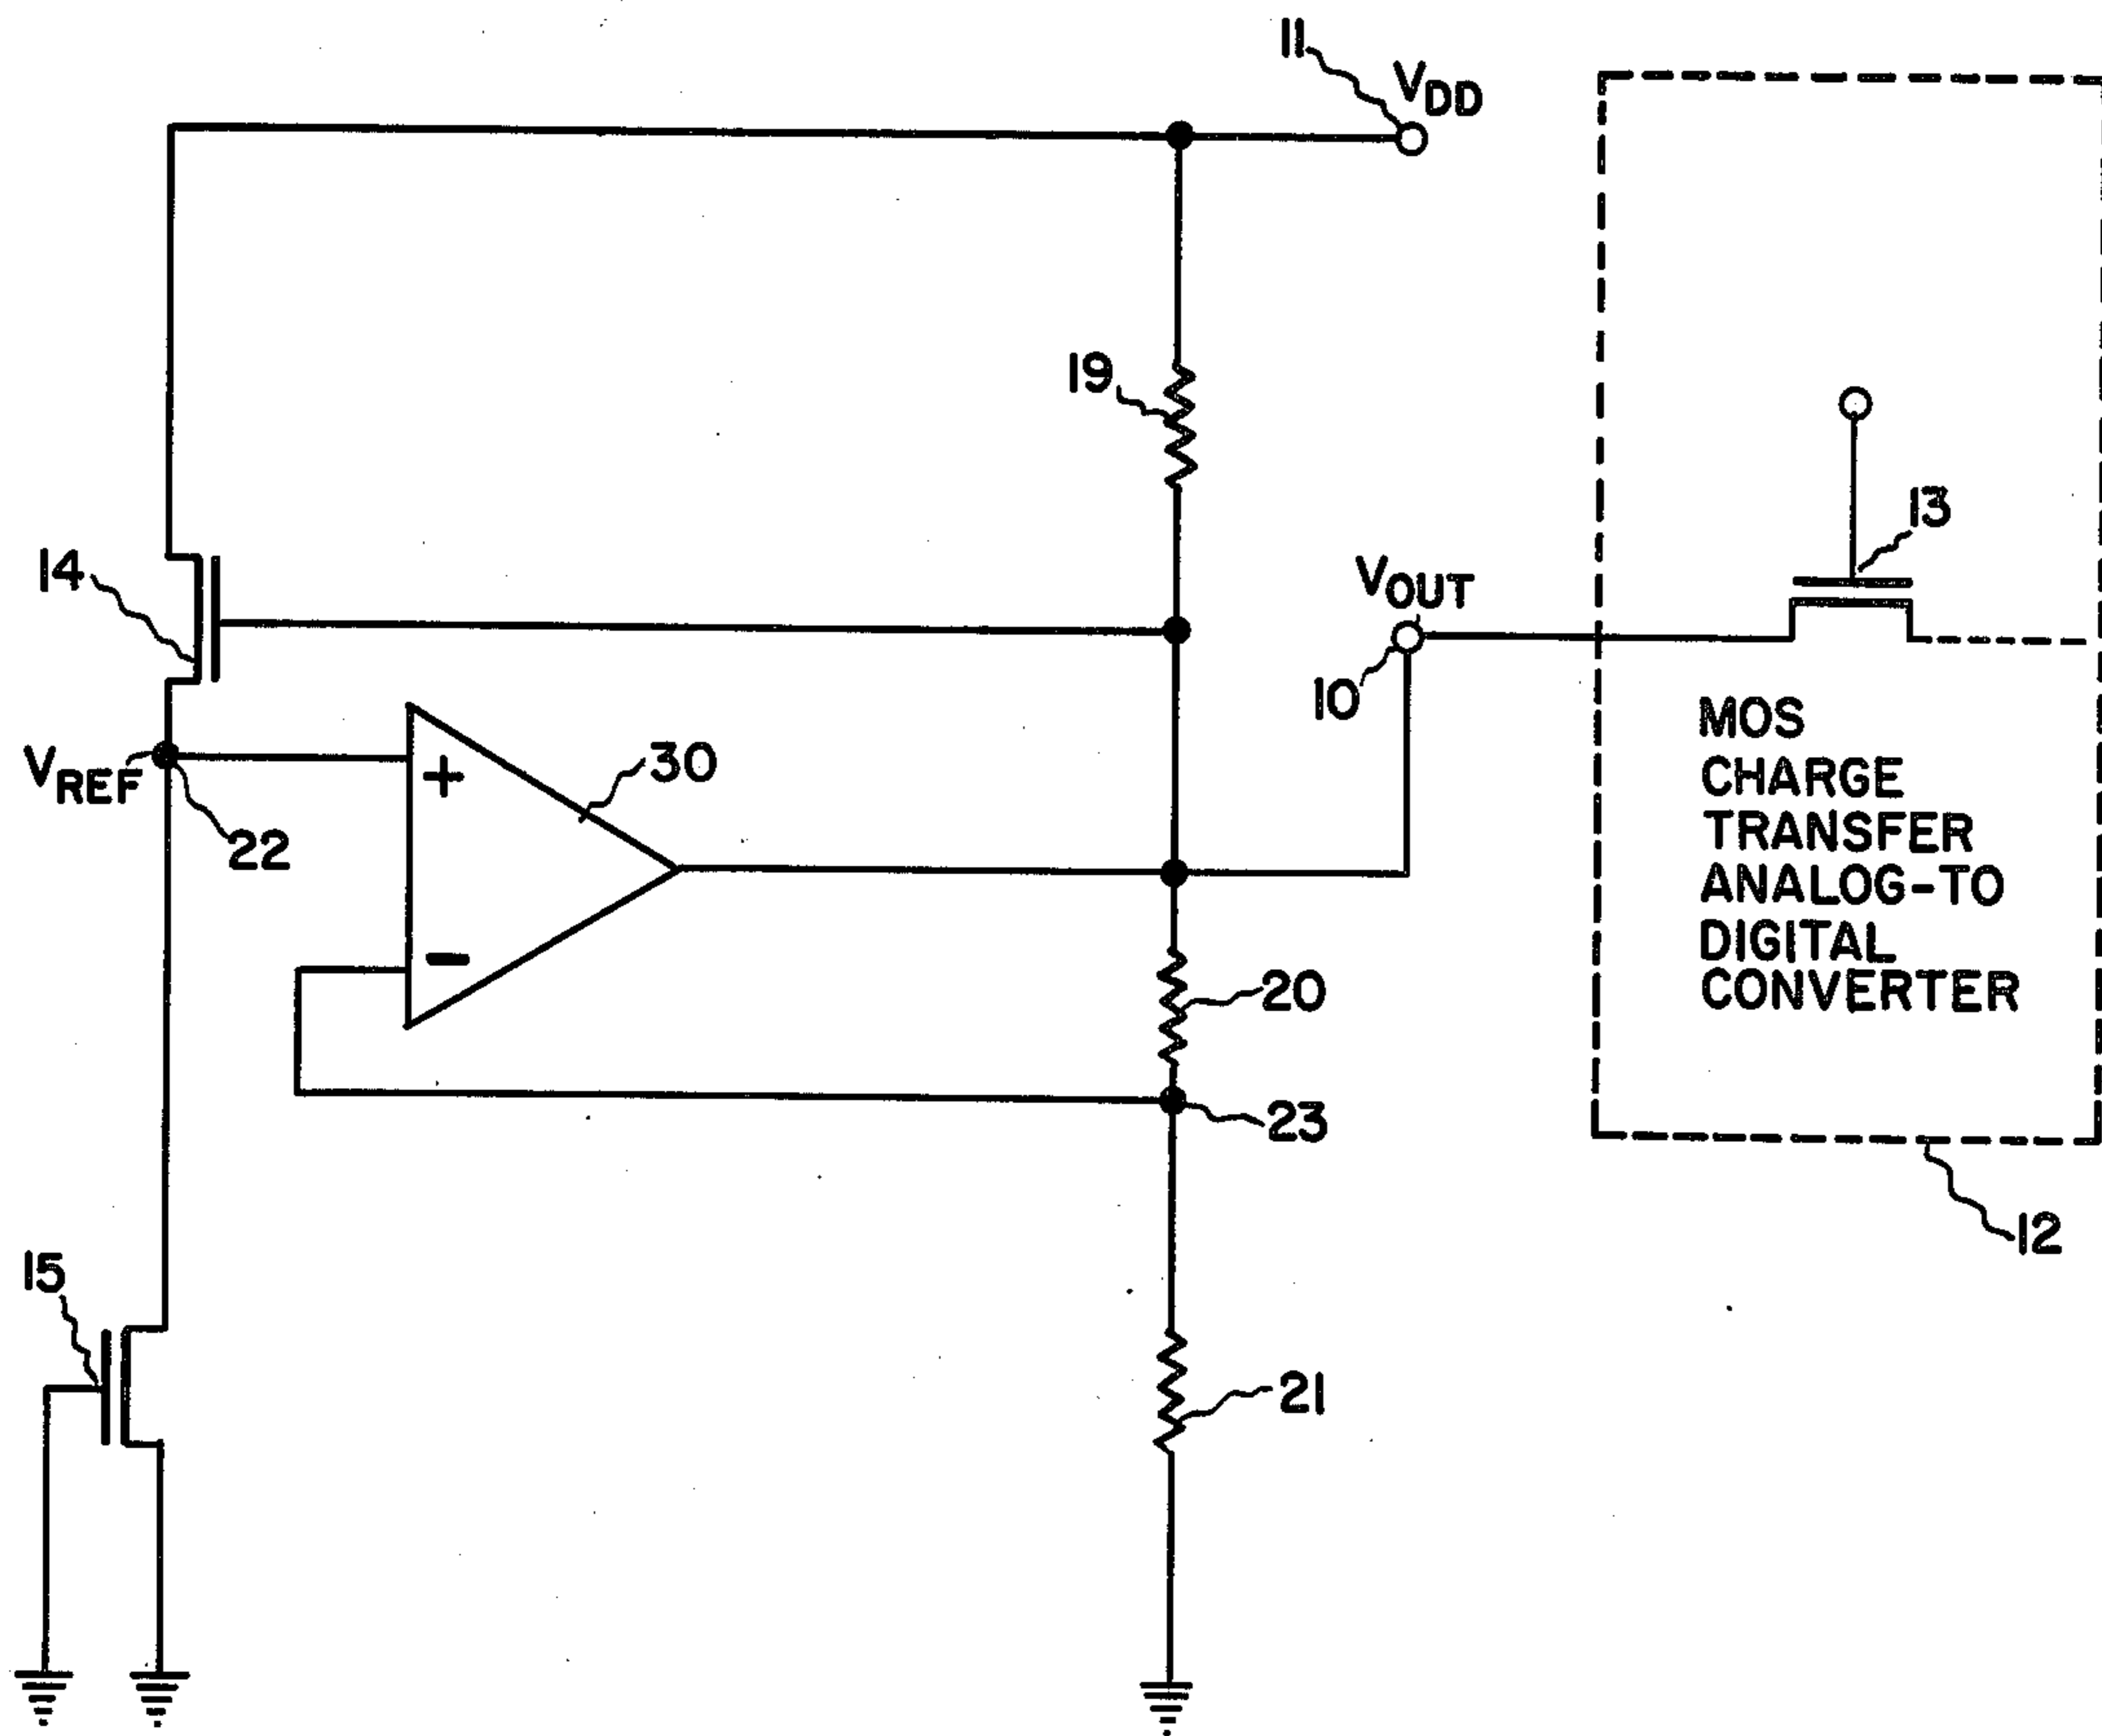 11
VDD
19
13
14
VOUT
10
VREF
+
30
22
MOS
CHARGE
TRANSFER
ANALOG-TO
DIGITAL
CONVERTER
−
20
23
12
15
21